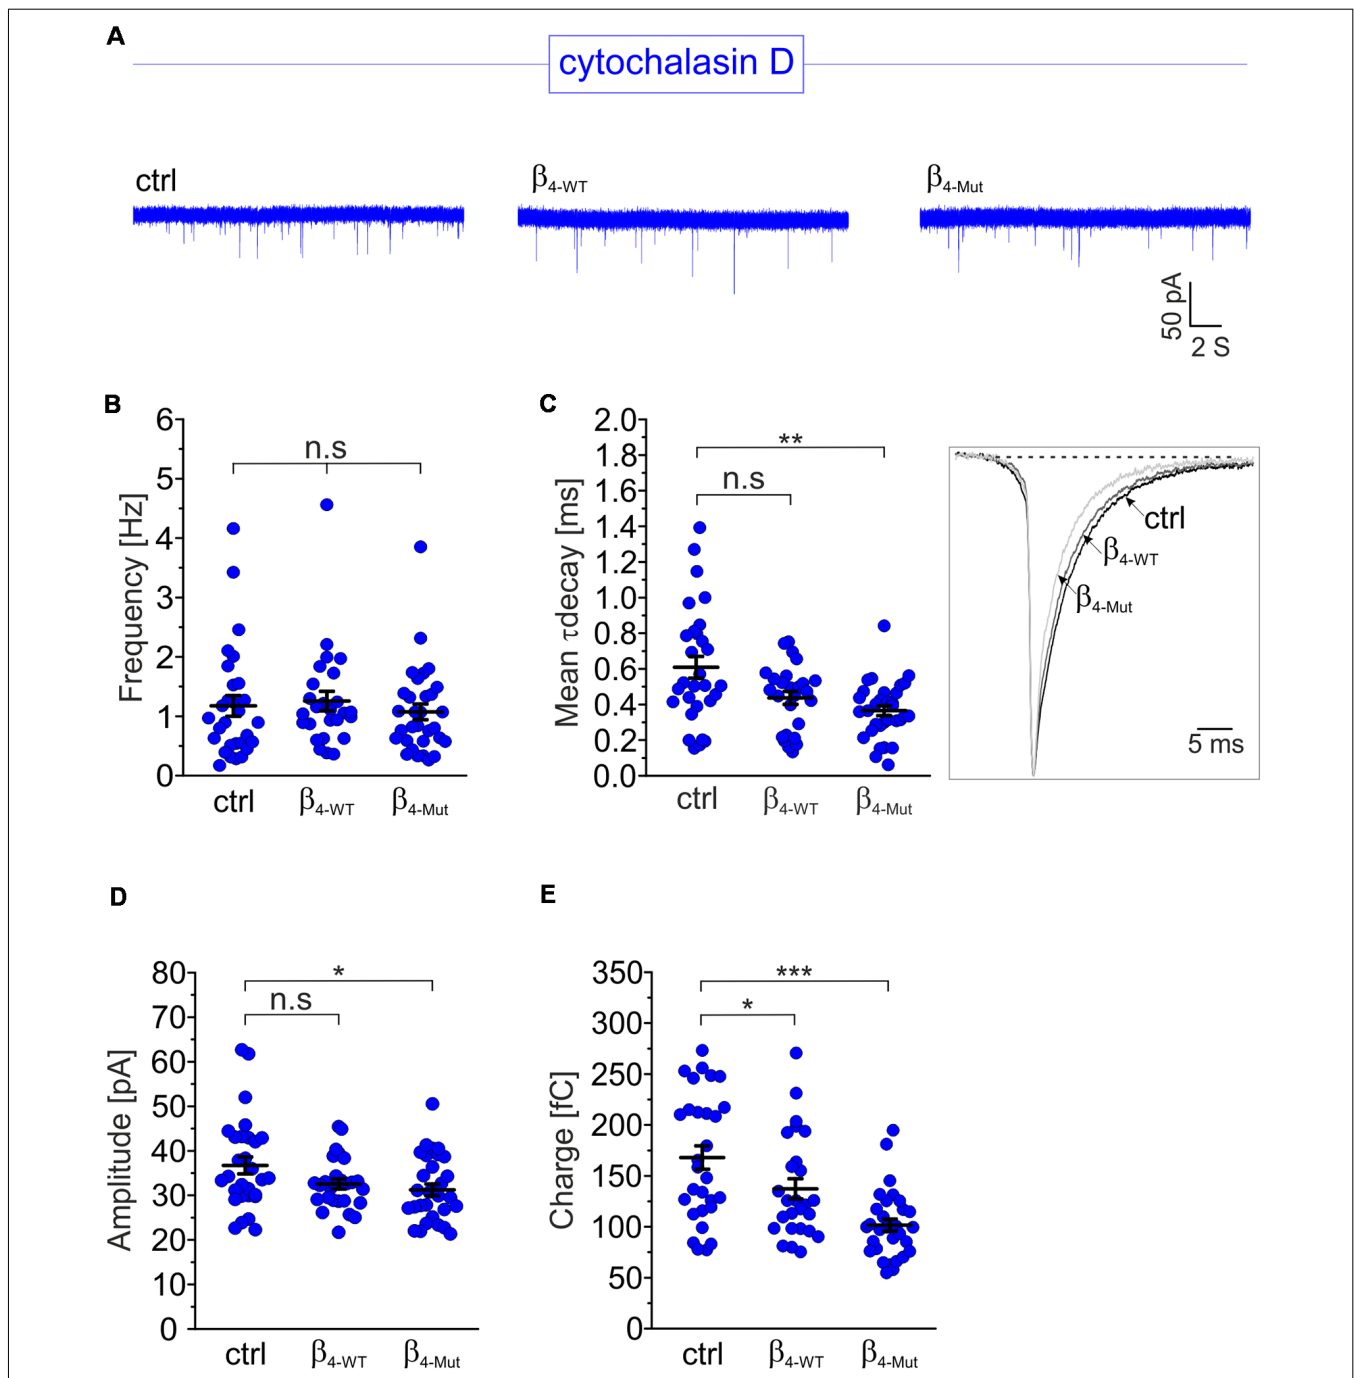 A
cytochalasin D
ctrl
β4-WT
β4-Mut
50 pA
2 S
B
6
5
4
3
2
1
0
Frequency [Hz]
n.s
ctrl
β4-WT
β4-Mut
C
2.0
1.8
1.6
1.4
1.2
1.0
0.8
0.6
0.4
0.2
0.0
Mean τdecay [ms]
**
n.s
ctrl
β4-WT
β4-Mut
ctrl
β4-WT
β4-Mut
5 ms
D
80
70
60
50
40
30
20
10
0
Amplitude [pA]
*
n.s
ctrl
β4-WT
β4-Mut
E
350
300
250
200
150
100
50
0
Charge [fC]
***
*
ctrl
β4-WT
β4-Mut